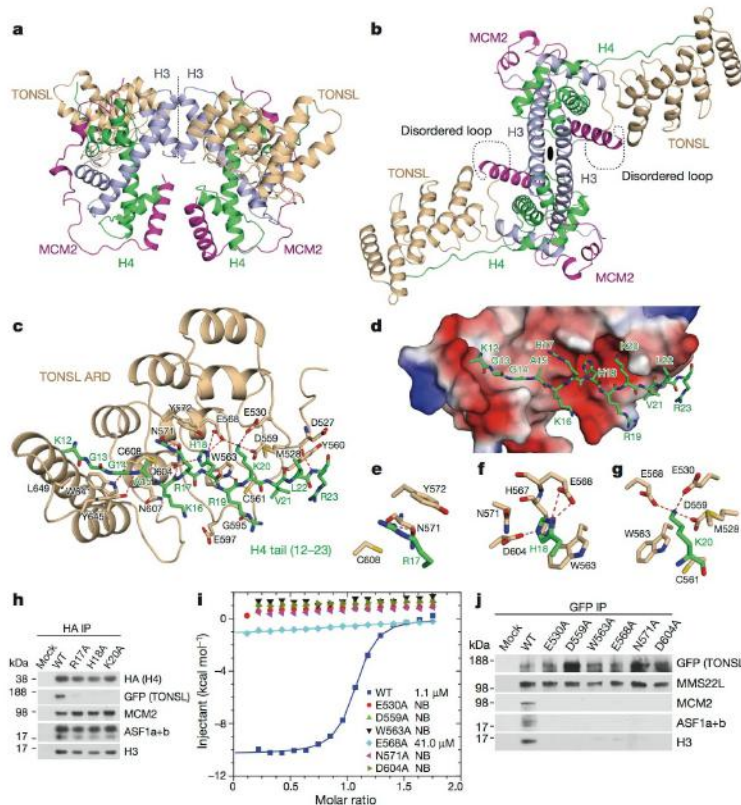 a
H3 H3
TONSL
TONSL
MCM2
MCM2
H4
H4
b
MCM2
H4
Disordered loop
H3
TONSL
TONSL
H3
Disordered loop
H4
MCM2
c
TONSL ARD
Y572
E568
E530
N571
H18
D559
D527
K12
G13
G14
C608
W563
M528
Y560
D604
K20
L649
W641
A15
R17
L22
Y645
N607
K16
R19
C561
V21
R23
G595
E597
H4 tail (12–23)
d
K12
G13
G14
A15
R17
K20
H18
L22
K16
V21
R23
R19
e
Y572
N571
C608
R17
f
H567
E568
N571
D604
H18
W563
g
E568
E530
D559
M528
W563
K20
C561
h
HA IP
Mock
WT
R17A
H18A
K20A
kDa
38
HA (H4)
188
GFP (TONSL)
98
MCM2
17
ASF1a+b
17
H3
i
Injectant (kcal mol⁻¹)
0
−4
−8
−12
WT 1.1 μM
E530A NB
D559A NB
W563A NB
E568A 41.0 μM
N571A NB
D604A NB
0 0.5 1.0 1.5 2.0
Molar ratio
j
GFP IP
Mock
WT
E530A
D559A
W563A
E568A
N571A
D604A
kDa
188
GFP (TONSL)
98
MMS22L
98
MCM2
17
ASF1a+b
17
H3